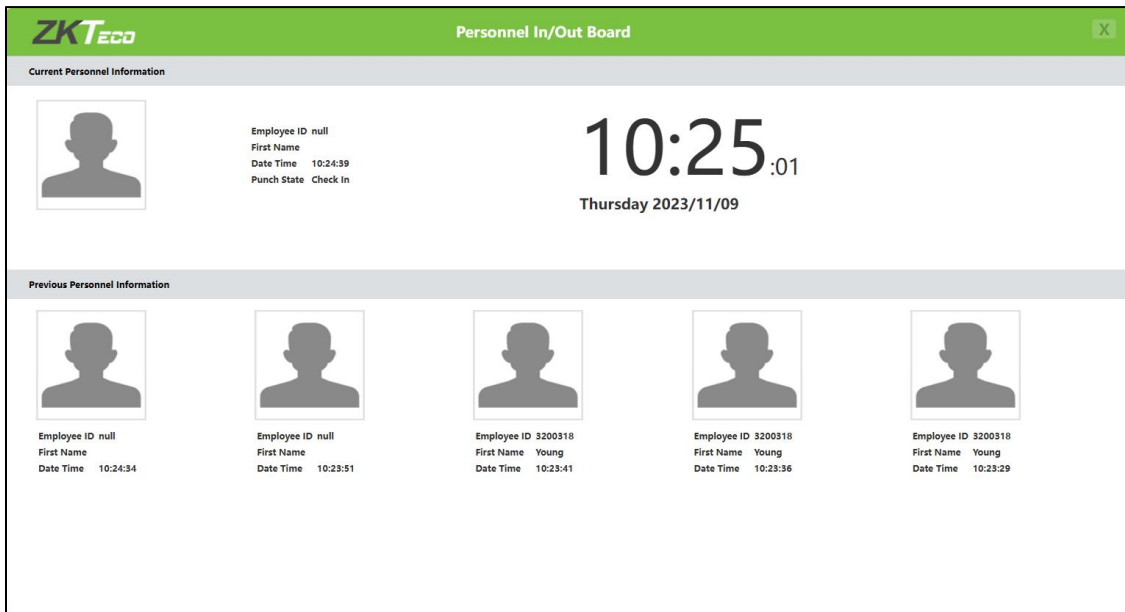 ZKTECO
Personnel In/Out Board
X
Current Personnel Information
Employee ID null
First Name
Date Time 10:24:39
Punch State Check In
10:25:01
Thursday 2023/11/09
Previous Personnel Information
Employee ID null
First Name
Date Time 10:24:34
Employee ID null
First Name
Date Time 10:23:51
Employee ID 3200318
First Name Young
Date Time 10:23:41
Employee ID 3200318
First Name Young
Date Time 10:23:36
Employee ID 3200318
First Name Young
Date Time 10:23:29